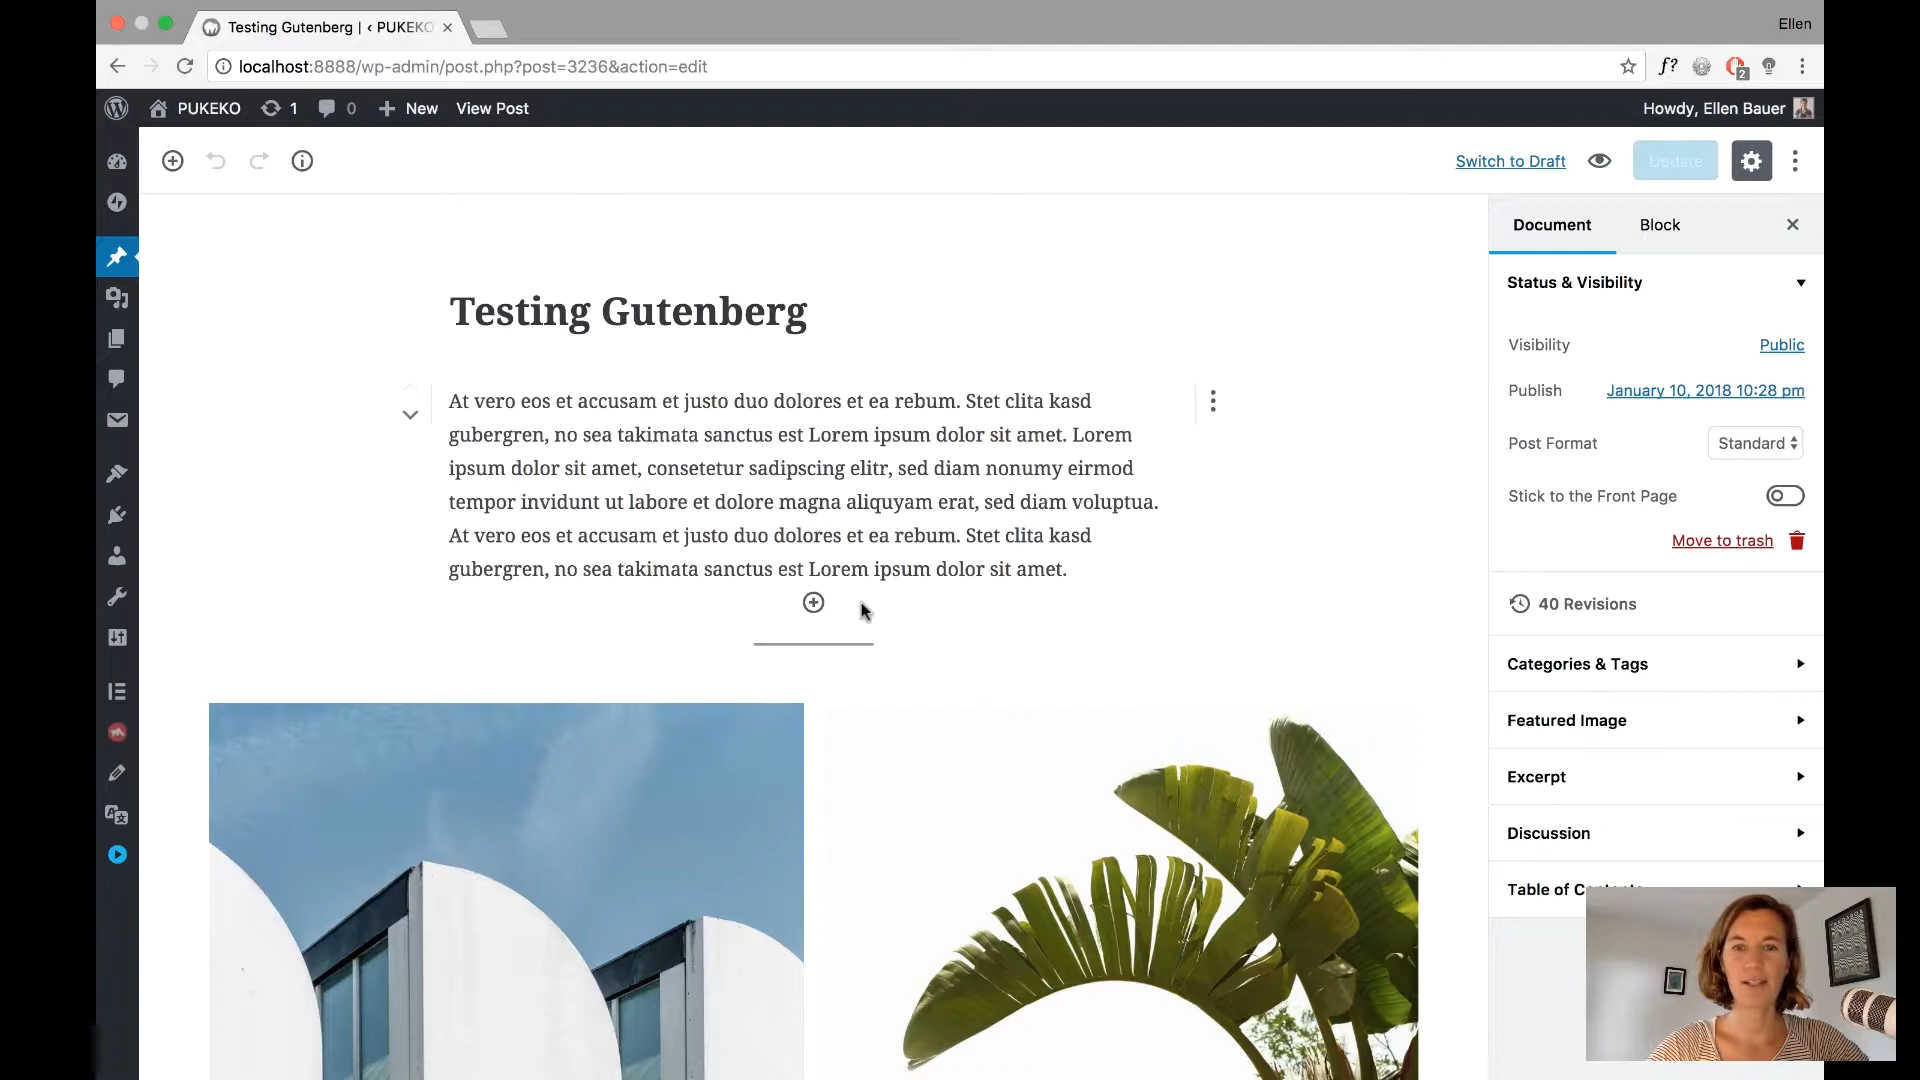 Testing Gutenberg | ‹ PUKEKO
Ellen
localhost:8888/wp-admin/post.php?post=3236&action=edit
f?
2
PUKEKO 1 0 New View Post
Howdy, Ellen Bauer
Switch to Draft Update
Document Block
Status & Visibility
Visibility Public
Publish January 10, 2018 10:28 pm
Post Format Standard
Stick to the Front Page
Move to trash
40 Revisions
Categories & Tags
Featured Image
Excerpt
Discussion
Table of Contents
Testing Gutenberg
At vero eos et accusam et justo duo dolores et ea rebum. Stet clita kasd
gubergren, no sea takimata sanctus est Lorem ipsum dolor sit amet. Lorem
ipsum dolor sit amet, consetetur sadipscing elitr, sed diam nonumy eirmod
tempor invidunt ut labore et dolore magna aliquyam erat, sed diam voluptua.
At vero eos et accusam et justo duo dolores et ea rebum. Stet clita kasd
gubergren, no sea takimata sanctus est Lorem ipsum dolor sit amet.